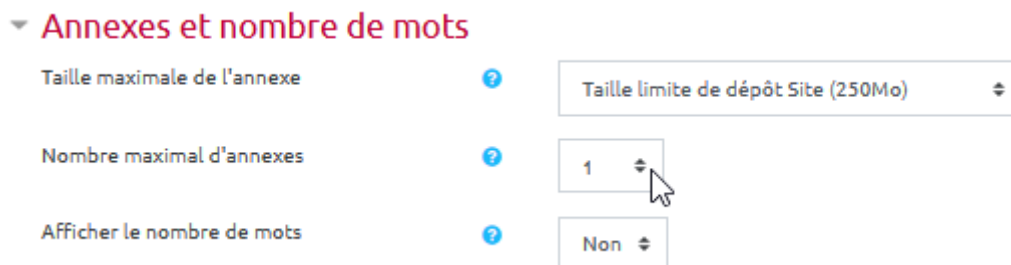 Annexes et nombre de mots
Taille maximale de l'annexe
Taille limite de dépôt Site (250Mo)
Nombre maximal d'annexes
1
Afficher le nombre de mots
Non